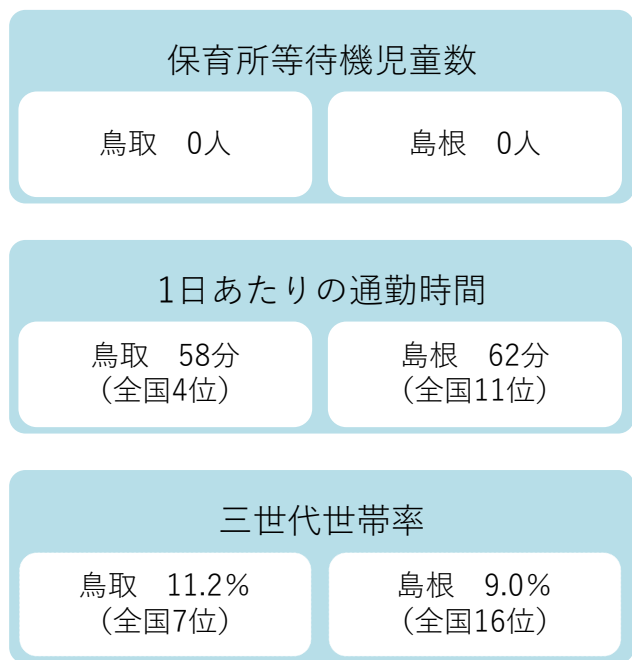 保育所等待機児童数
鳥取　0人
島根　0人
1日あたりの通勤時間
鳥取　58分
（全国4位）
島根　62分
（全国11位）
三世代世帯率
鳥取　11.2％
（全国7位）
島根　9.0％
（全国16位）